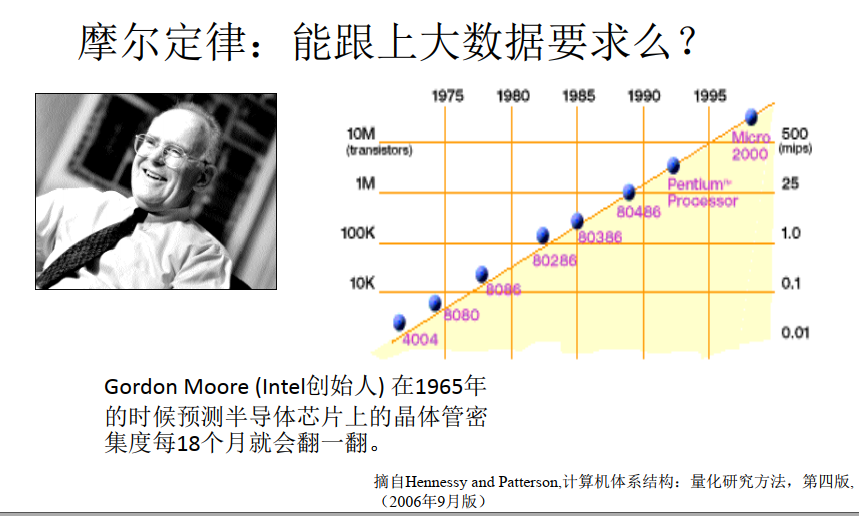 摩尔定律：能跟上大数据要求么？
1975 1980 1985 1990 1995
10M
(transistors)
1M
100K
10K
500
(mips)
25
1.0
0.1
0.01
Micro
2000
Pentium™
Processor
80486
80386
80286
8086
8080
4004
Gordon Moore (Intel创始人) 在1965年
的时候预测半导体芯片上的晶体管密
集度每18个月就会翻一翻。
摘自Hennessy and Patterson,计算机体系结构：量化研究方法，第四版,
（2006年9月版）